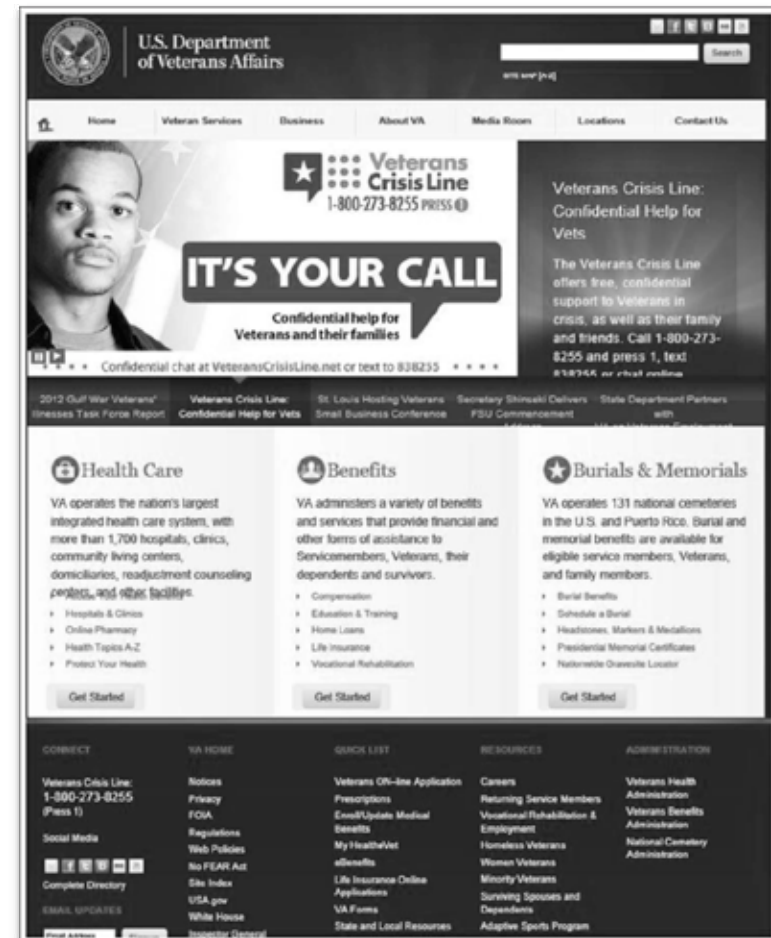 U.S. Department
of Veterans Affairs
Search
SITE MAP [A-Z]
Home
Veteran Services
Business
About VA
Media Room
Locations
Contact Us
Veterans
Crisis Line
1-800-273-8255 PRESS 1
IT'S YOUR CALL
Confidential help for
Veterans and their families
Confidential chat at VeteransCrisisLine.net or text to 838255
Veterans Crisis Line:
Confidential Help for
Vets
The Veterans Crisis Line
offers free, confidential
support to Veterans in
crisis, as well as their family
and friends. Call 1-800-273-
8255 and press 1, text
838255 or chat online
2012 Gulf War Veterans'
Illnesses Task Force Report
Veterans Crisis Line:
Confidential Help for Vets
St. Louis Hosting Veterans
Small Business Conference
Secretary Shinseki Delivers
FSU Commencement
State Department Partners
with
Health Care
VA operates the nation's largest
integrated health care system, with
more than 1,700 hospitals, clinics,
community living centers,
domiciliaries, readjustment counseling
centers, and other facilities.
Hospitals & Clinics
Online Pharmacy
Health Topics A-Z
Protect Your Health
Get Started
Benefits
VA administers a variety of benefits
and services that provide financial and
other forms of assistance to
Servicemembers, Veterans, their
dependents and survivors.
Compensation
Education & Training
Home Loans
Life Insurance
Vocational Rehabilitation
Get Started
Burials & Memorials
VA operates 131 national cemeteries
in the U.S. and Puerto Rico. Burial and
memorial benefits are available for
eligible service members, Veterans,
and family members.
Burial Benefits
Schedule a Burial
Headstones, Markers & Medallions
Presidential Memorial Certificates
Nationwide Gravesite Locator
Get Started
CONNECT
Veterans Crisis Line:
1-800-273-8255
(Press 1)
Social Media
Complete Directory
EMAIL UPDATES
Email Address
Signup
VA HOME
Notices
Privacy
FOIA
Regulations
Web Policies
No FEAR Act
Site Index
USA.gov
White House
Inspector General
QUICK LIST
Veterans ON-line Application
Prescriptions
Enroll/Update Medical
Benefits
My HealtheVet
eBenefits
Life Insurance Online
Applications
VA Forms
State and Local Resources
RESOURCES
Careers
Returning Service Members
Vocational Rehabilitation &
Employment
Homeless Veterans
Women Veterans
Minority Veterans
Surviving Spouses and
Dependents
Adaptive Sports Program
ADMINISTRATION
Veterans Health
Administration
Veterans Benefits
Administration
National Cemetery
Administration